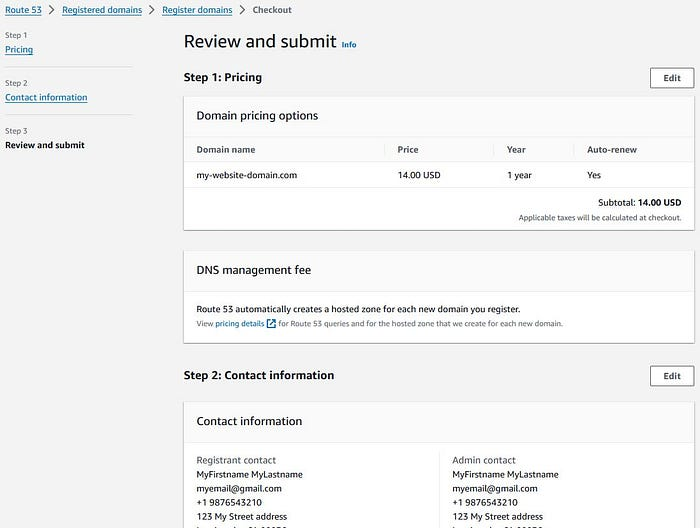 Route 53 > Registered domains > Register domains > Checkout
Step 1
Pricing
Step 2
Contact information
Step 3
Review and submit
Review and submit Info
Step 1: Pricing Edit
Domain pricing options
Domain name Price Year Auto-renew
my-website-domain.com 14.00 USD 1 year Yes
Subtotal: 14.00 USD
Applicable taxes will be calculated at checkout.
DNS management fee
Route 53 automatically creates a hosted zone for each new domain you register.
View pricing details for Route 53 queries and for the hosted zone that we create for each new domain.
Step 2: Contact information Edit
Contact information
Registrant contact Admin contact
MyFirstname MyLastname MyFirstname MyLastname
myemail@gmail.com myemail@gmail.com
+1 9876543210 +1 9876543210
123 My Street address 123 My Street address